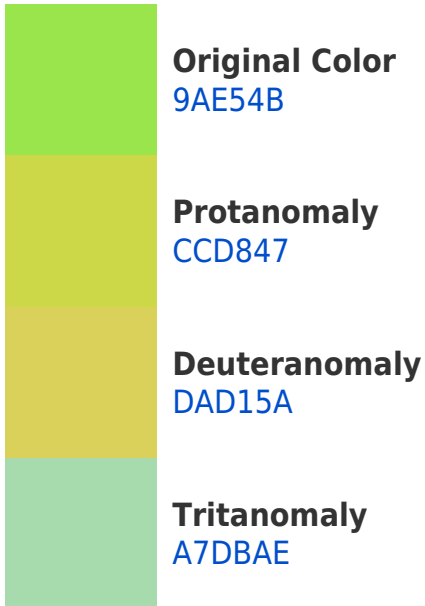 Original Color
9AE54B
Protanomaly
CCD847
Deuteranomaly
DAD15A
Tritanomaly
A7DBAE